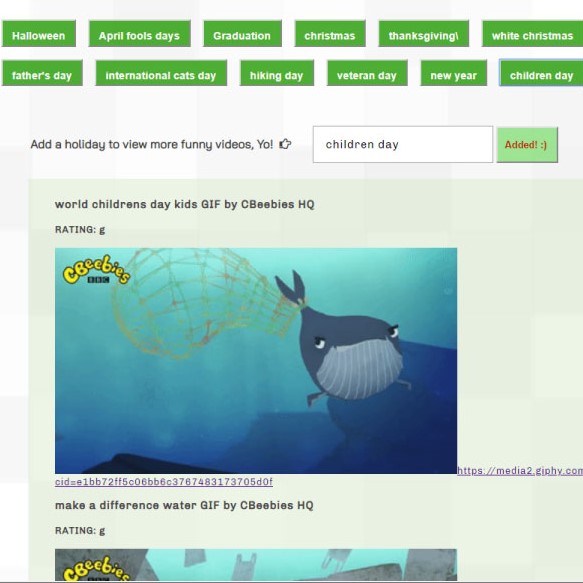 Halloween April fools days Graduation christmas thanksgiving\ white christmas
father's day international cats day hiking day veteran day new year children day
Add a holiday to view more funny videos, Yo! children day Added! :)
world childrens day kids GIF by CBeebies HQ
RATING: g
CBeebies
BBC
https://media2.giphy.com
cid=e1bb72ff5c06bb6c3767483173705d0f
make a difference water GIF by CBeebies HQ
RATING: g
CBeebies